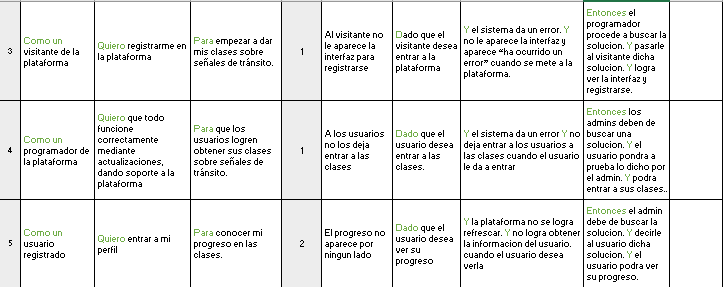 3
Como un
visitante de la
plataforma
Quiero registrarme en
la plataforma
Para empezar a dar
mis clases sobre
señales de tránsito.
1
Al visitante no
le aparece la
interfaz para
registrarse
Dado que el
visitante desea
entrar a la
plataforma
Y el sistema da un error. Y
no le aparece la interfaz y
aparece "ha ocurrido un
error" cuando se mete a la
plataforma.
Entonces el
programador
procede a buscar la
solucion. Y pasarle
al visitante dicha
solucion. Y logra
ver la interfaz y
registrarse.
4
Como un
programador de
la plataforma
Quiero que todo
funcione
correctamente
mediante
actualizaciones,
dando soporte a la
plataforma
Para que los
usuarios logren
obtener sus clases
sobre señales de
tránsito.
1
A los usuarios
no los deja
entrar a las
clases
Dado que el
usuario desea
entrar a las
clases.
Y el sistema da un error Y no
deja entrar a los usuarios a
las clases cuando el usuario
le da a entrar
Entonces los
admins deben de
buscar una
solucion. Y el
usuario pondra a
prueba lo dicho por
el admin. Y podra
entrar a sus clases..
5
Como un
usuario
registrado
Quiero entrar a mi
perfil
Para conocer mi
progreso en las
clases.
2
El progreso no
aparece por
ningun lado
Dado que el
usuario desea
ver su
progreso
Y la plataforma no se logra
refrescar. Y no logra obtener
la informacion del usuario.
cuando el usuario desea
verla
Entonces el admin
debe de buscar la
solucion. Y decirle
al usuario dicha
solucion. Y el
usuario podra ver
su progreso.